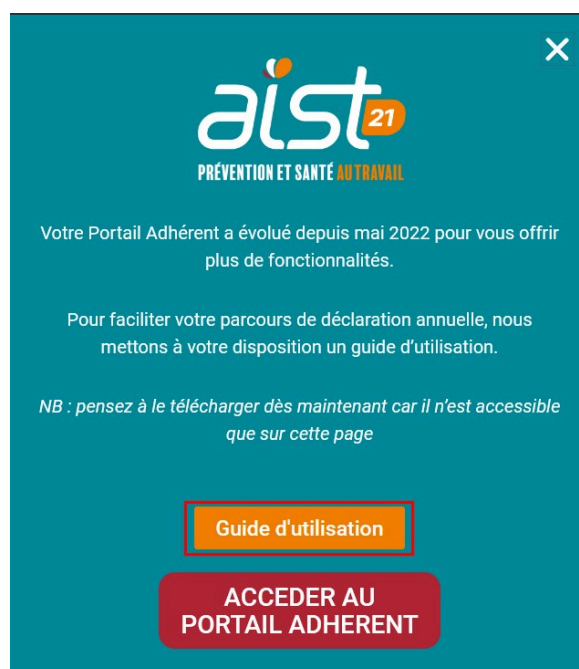 aist 21
PRÉVENTION ET SANTÉ AU TRAVAIL
Votre Portail Adhérent a évolué depuis mai 2022 pour vous offrir
plus de fonctionnalités.
Pour faciliter votre parcours de déclaration annuelle, nous
mettons à votre disposition un guide d’utilisation.
NB : pensez à le télécharger dès maintenant car il n’est accessible
que sur cette page
Guide d'utilisation
ACCEDER AU
PORTAIL ADHERENT